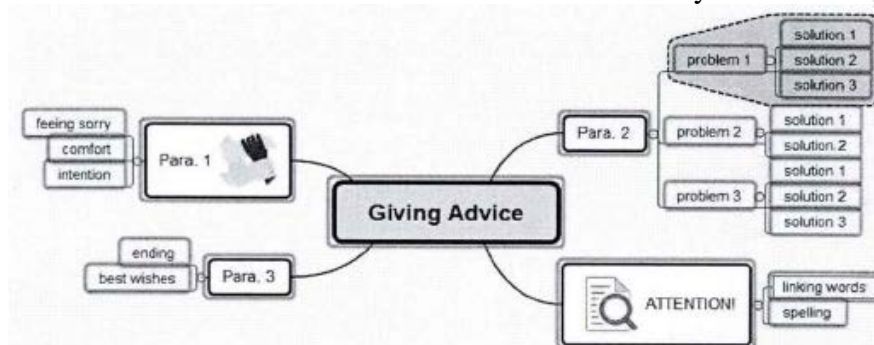 feeing sorry
comfort
intention
Para. 1
ending
best wishes
Para. 3
Giving Advice
Para. 2
problem 1
solution 1
solution 2
solution 3
problem 2
solution 1
solution 2
problem 3
solution 1
solution 2
solution 3
ATTENTION!
linking words
spelling